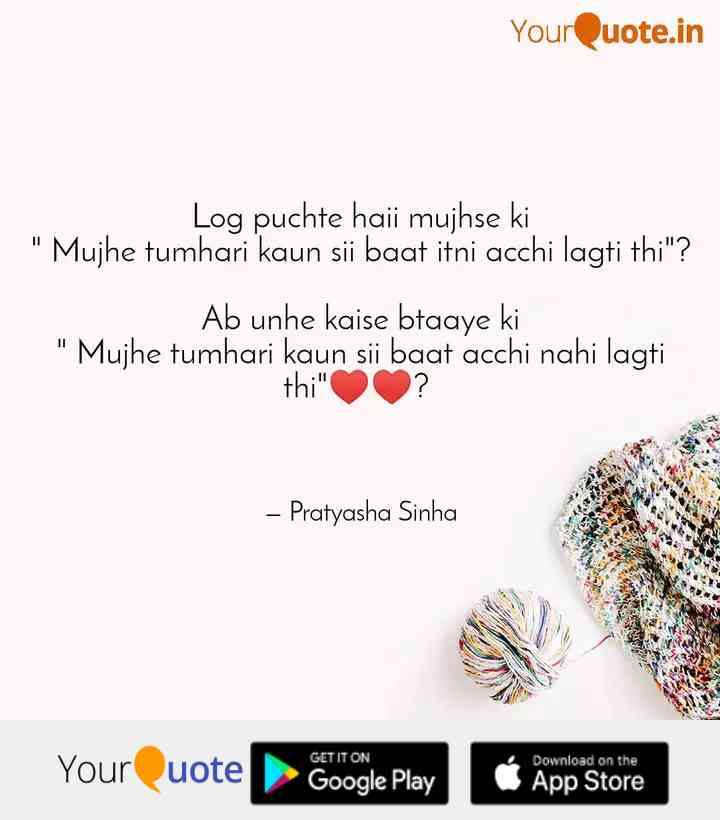 YourQuote.in
Log puchte haii mujhse ki
" Mujhe tumhari kaun sii baat itni acchi lagti thi"?
Ab unhe kaise btaaye ki
" Mujhe tumhari kaun sii baat acchi nahi lagti
thi"♥️♥️?
– Pratyasha Sinha
YourQuote
GET IT ON
Google Play
Download on the
App Store